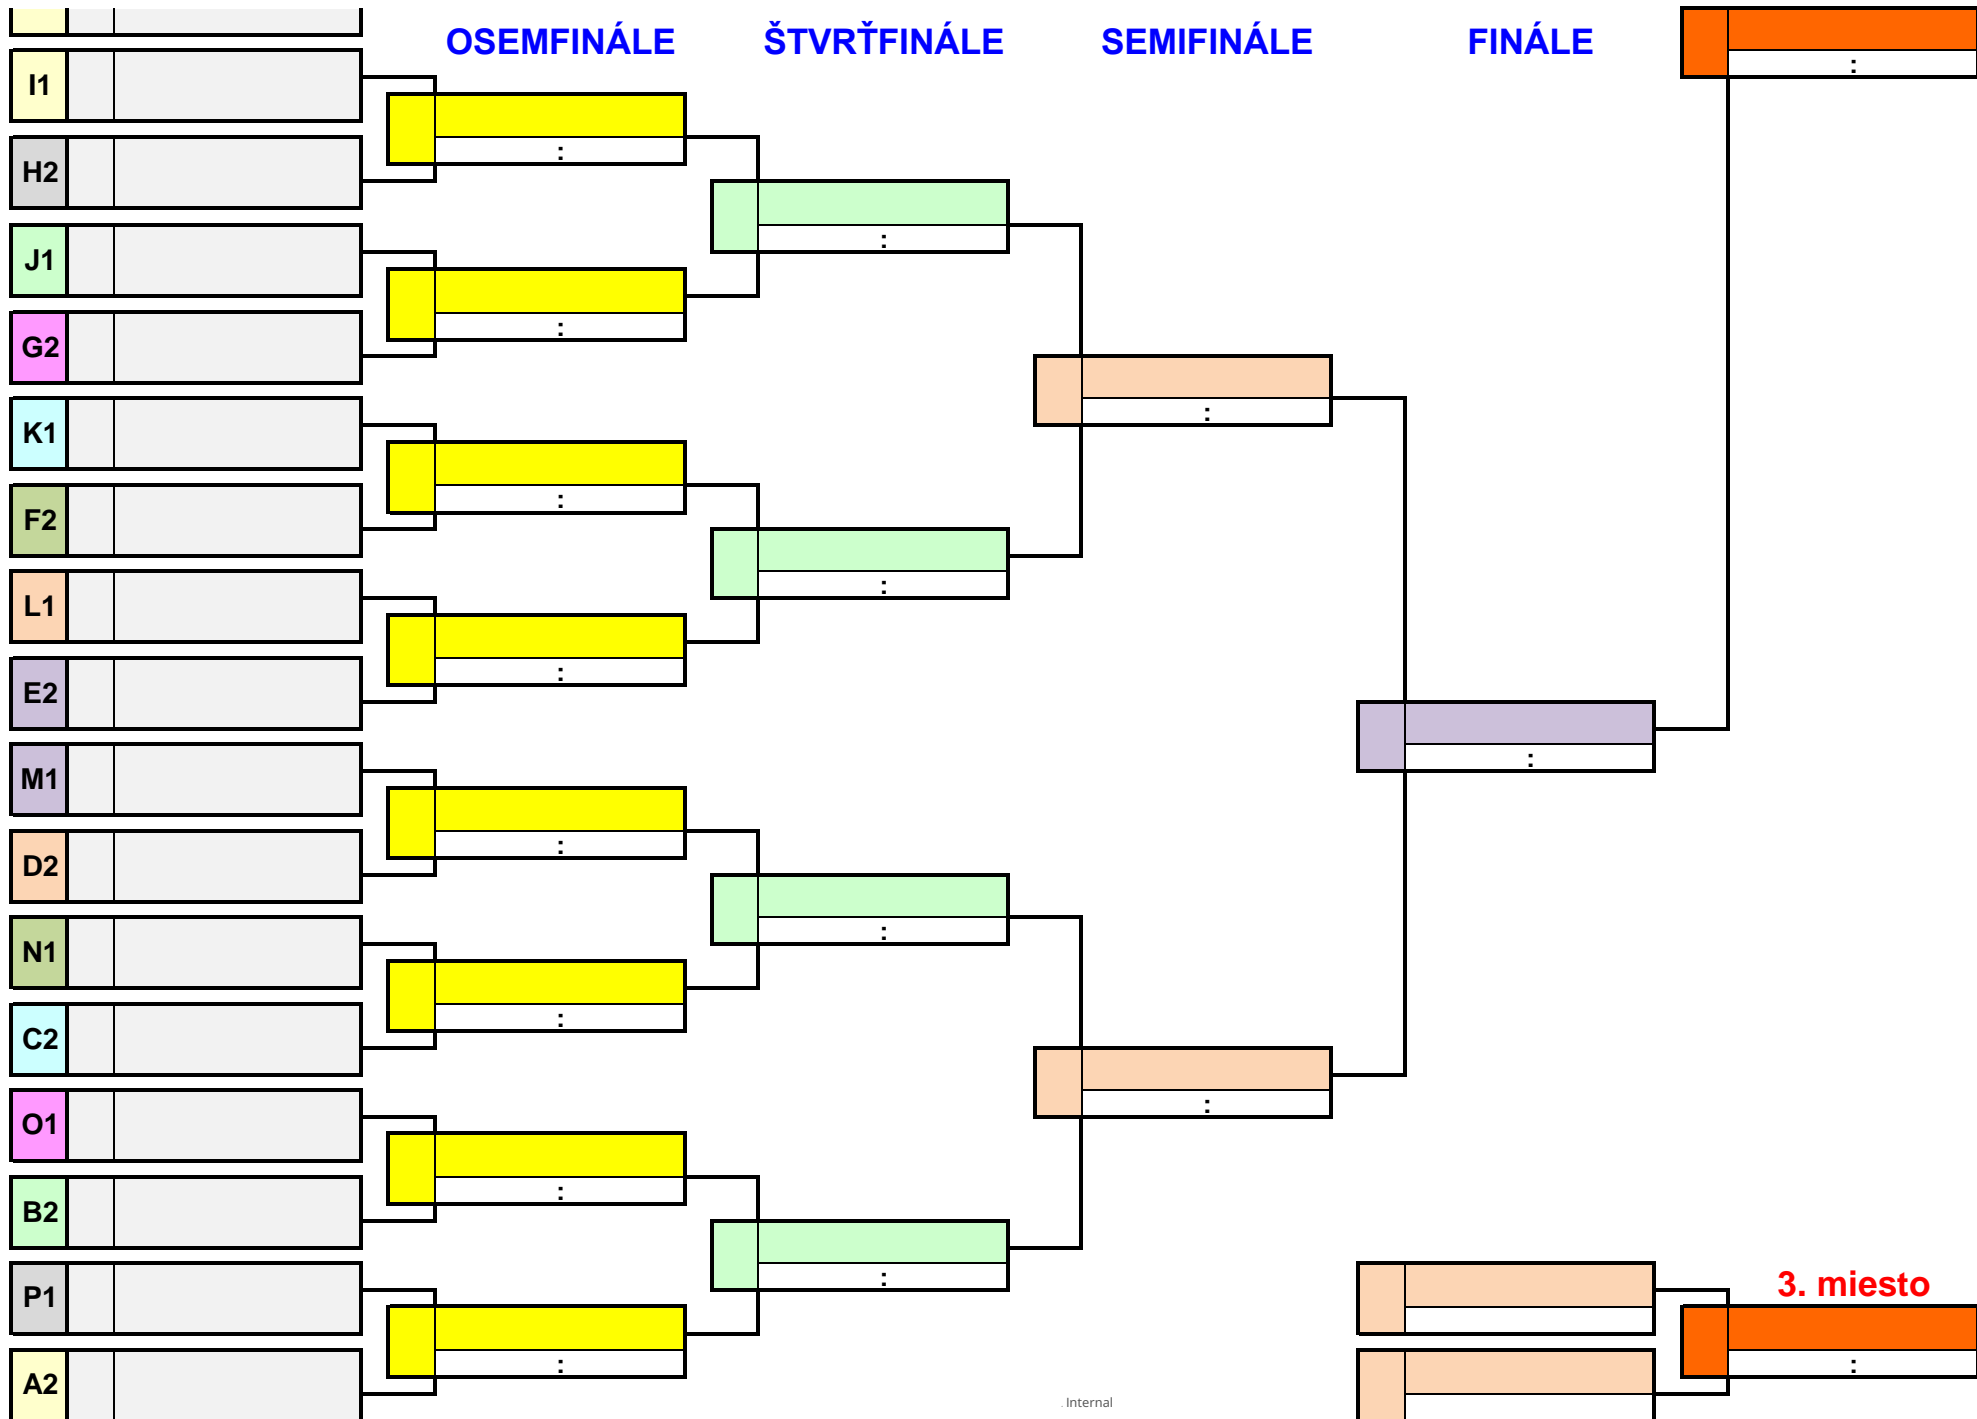 OSEMFINÁLE ŠTVRŤFINÁLE SEMIFINÁLE FINÁLE
:
I1
:
H2
:
J1
:
G2
:
K1
:
F2
:
L1
:
E2
:
M1
:
D2
:
N1
:
C2
:
O1
:
B2
:
P1
3. miesto
:
:
A2
Internal